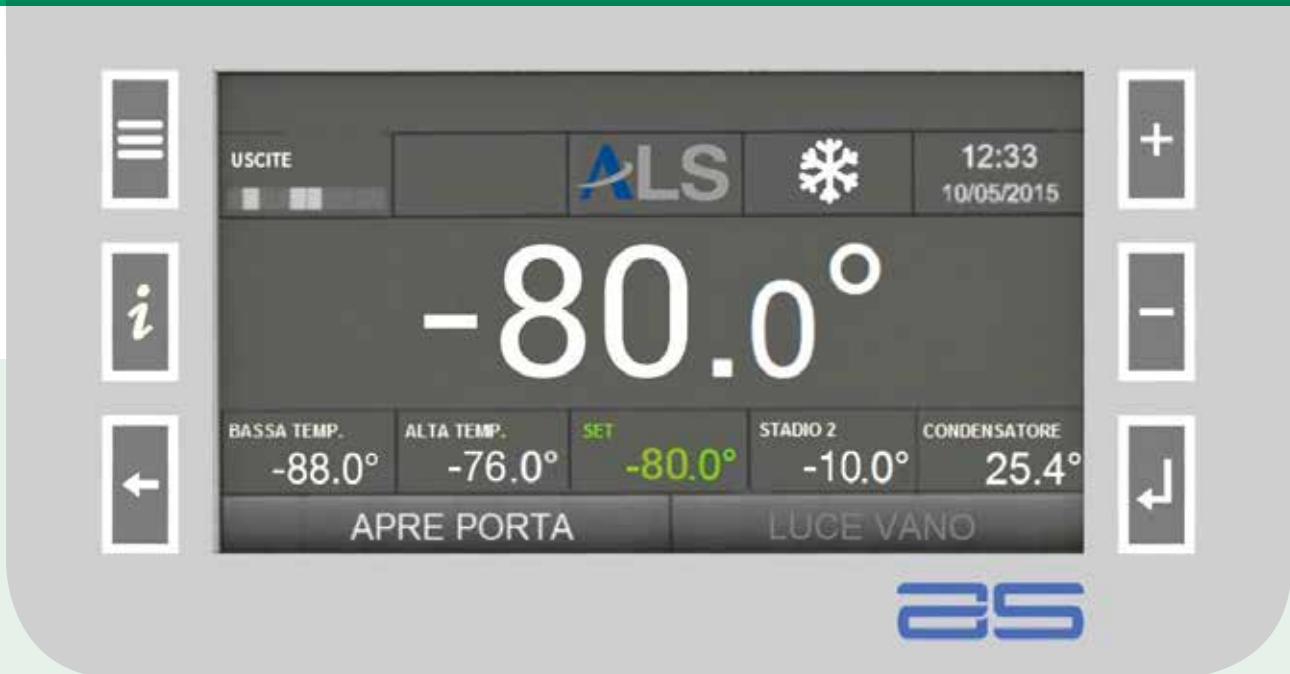 USCITE
ALS
12:33
10/05/2015
-80.0°
BASSA TEMP.
-88.0°
ALTA TEMP.
-76.0°
SET
-80.0°
STADIO 2
-10.0°
CONDENSATORE
25.4°
APRE PORTA
LUCE VANO
i
+
-
as